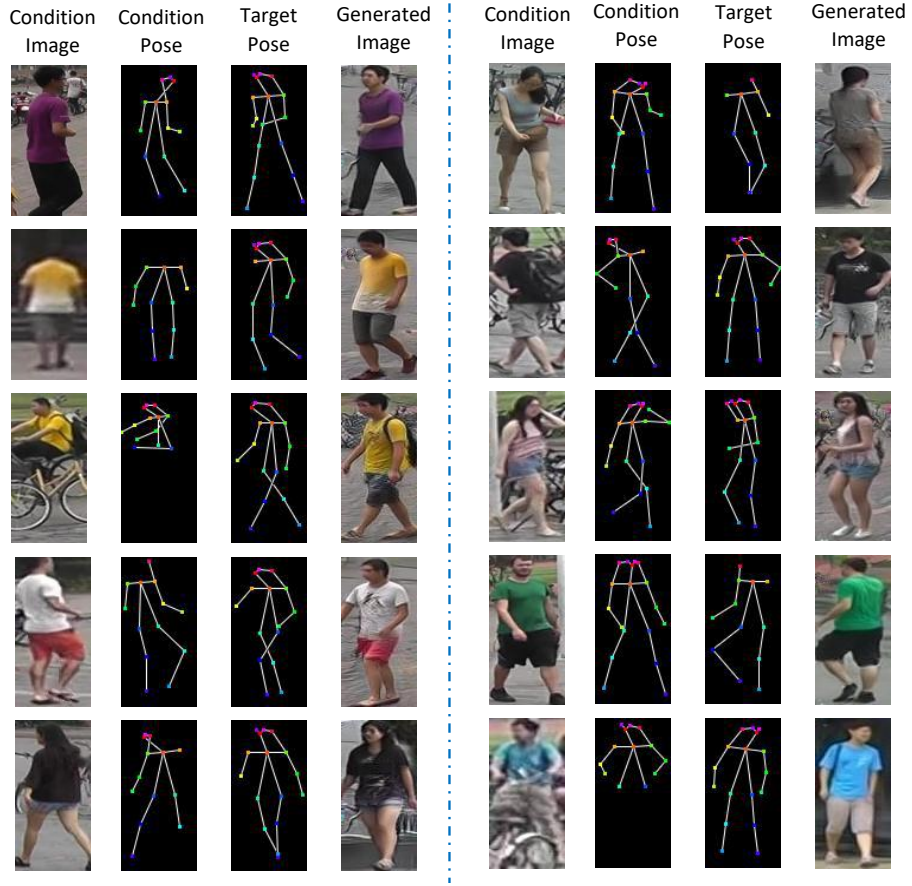 Condition Image
Condition Pose
Target Pose
Generated Image
Condition Image
Condition Pose
Target Pose
Generated Image